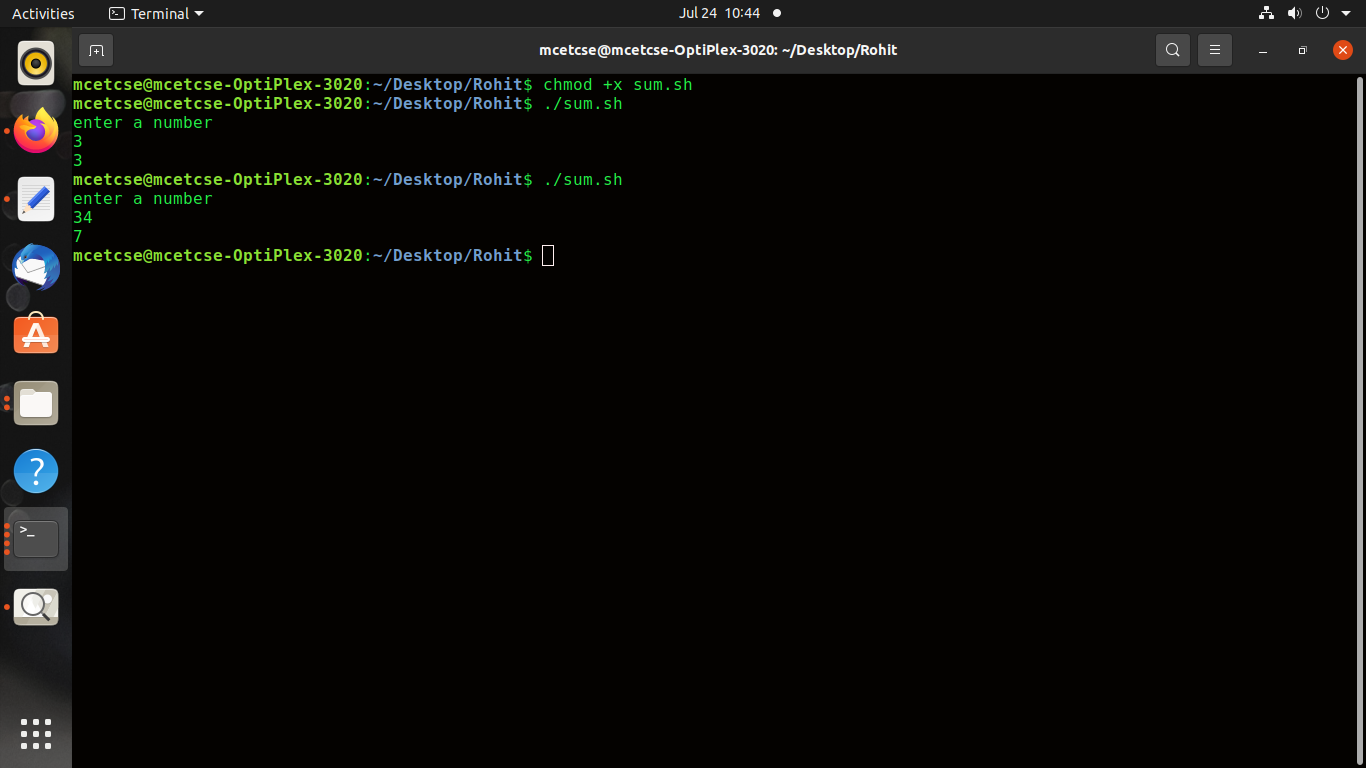 Activities Terminal Jul 24 10:44
mcetcse@mcetcse-OptiPlex-3020: ~/Desktop/Rohit
mcetcse@mcetcse-OptiPlex-3020:~/Desktop/Rohit$ chmod +x sum.sh
mcetcse@mcetcse-OptiPlex-3020:~/Desktop/Rohit$ ./sum.sh
enter a number
3
3
mcetcse@mcetcse-OptiPlex-3020:~/Desktop/Rohit$ ./sum.sh
enter a number
34
7
mcetcse@mcetcse-OptiPlex-3020:~/Desktop/Rohit$